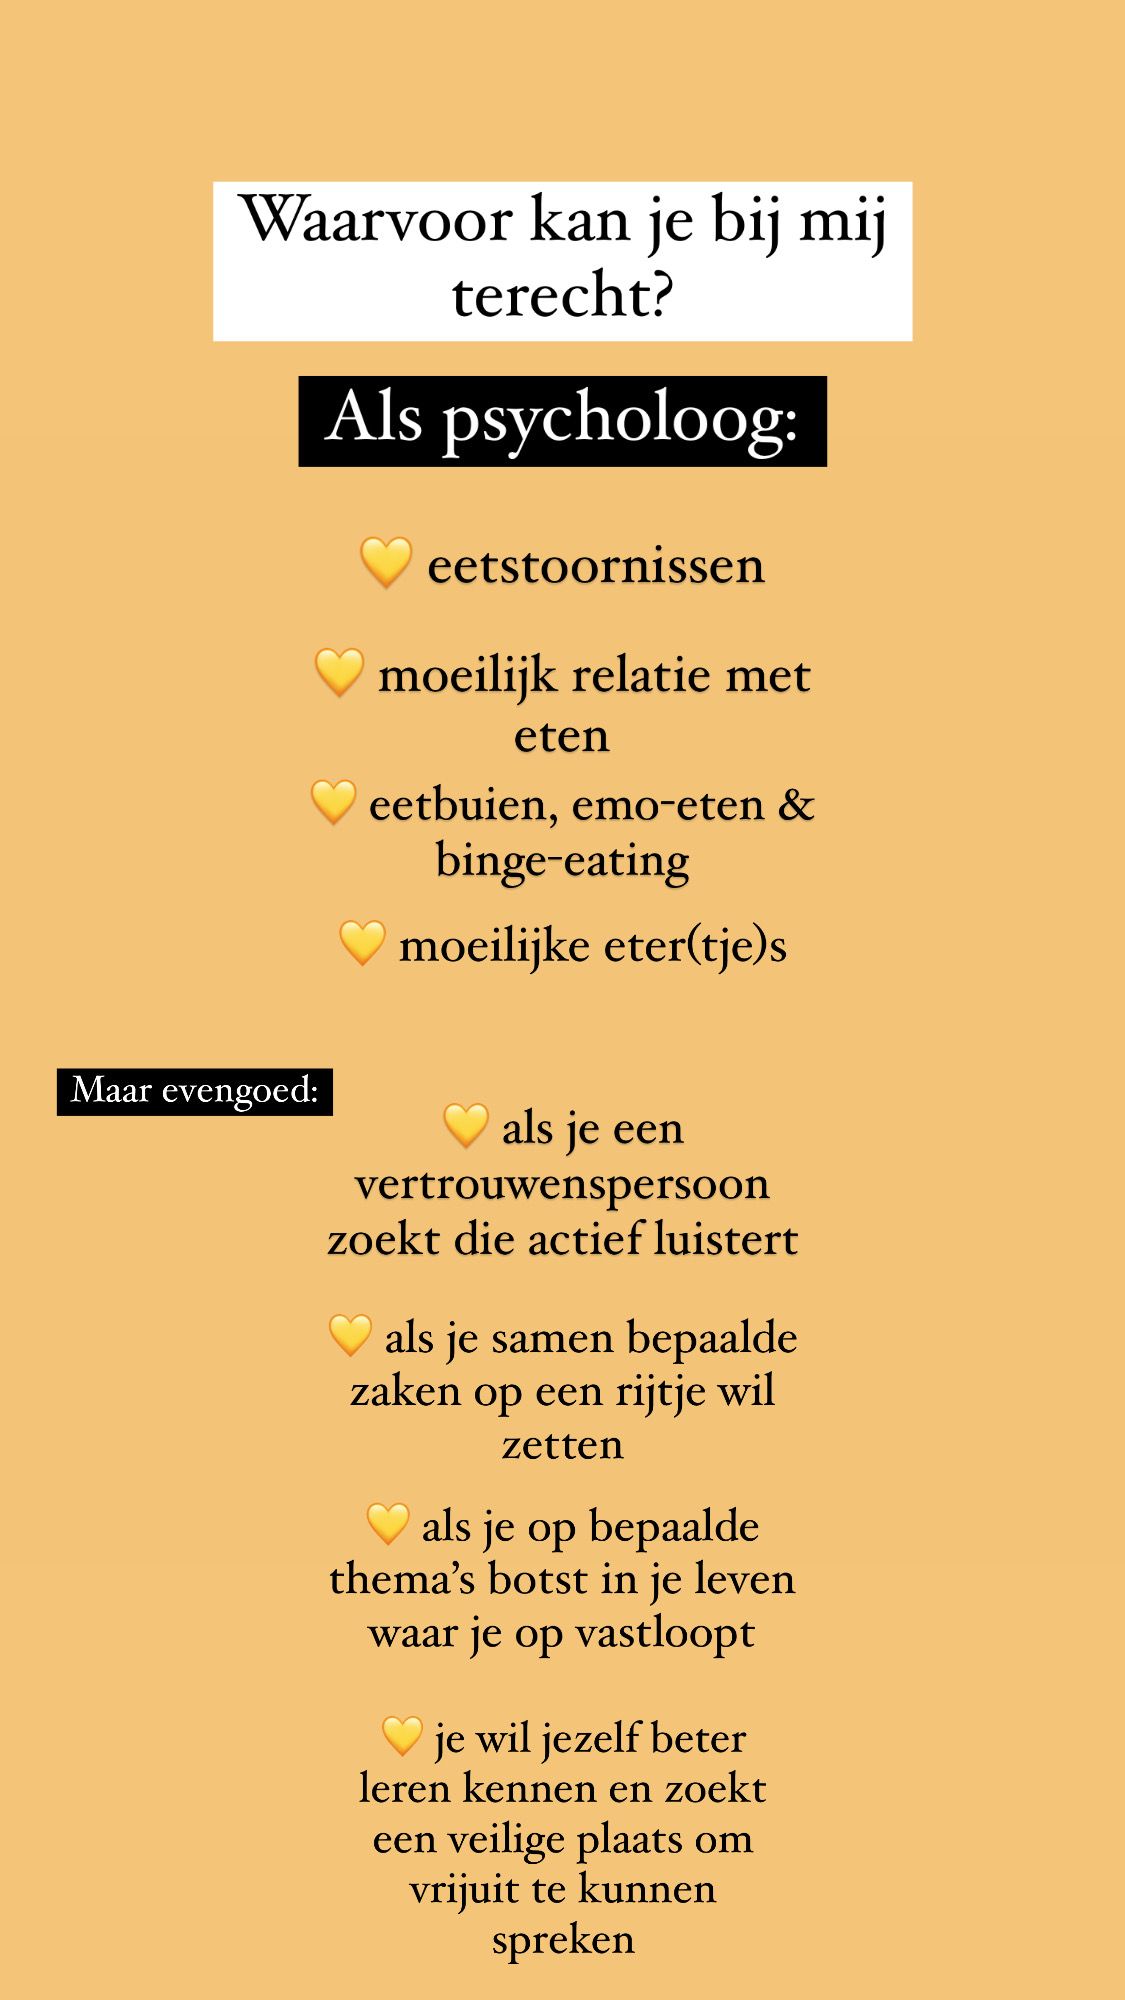 Waarvoor kan je bij mij
terecht?
Als psycholoog:
💛 eetstoornissen
💛 moeilijk relatie met
eten
💛 eetbuien, emo-eten &
binge-eating
💛 moeilijke eter(tje)s
Maar evengoed:
💛 als je een
vertrouwenspersoon
zoekt die actief luistert
💛 als je samen bepaalde
zaken op een rijtje wil
zetten
💛 als je op bepaalde
thema’s botst in je leven
waar je op vastloopt
💛 je wil jezelf beter
leren kennen en zoekt
een veilige plaats om
vrijuit te kunnen
spreken